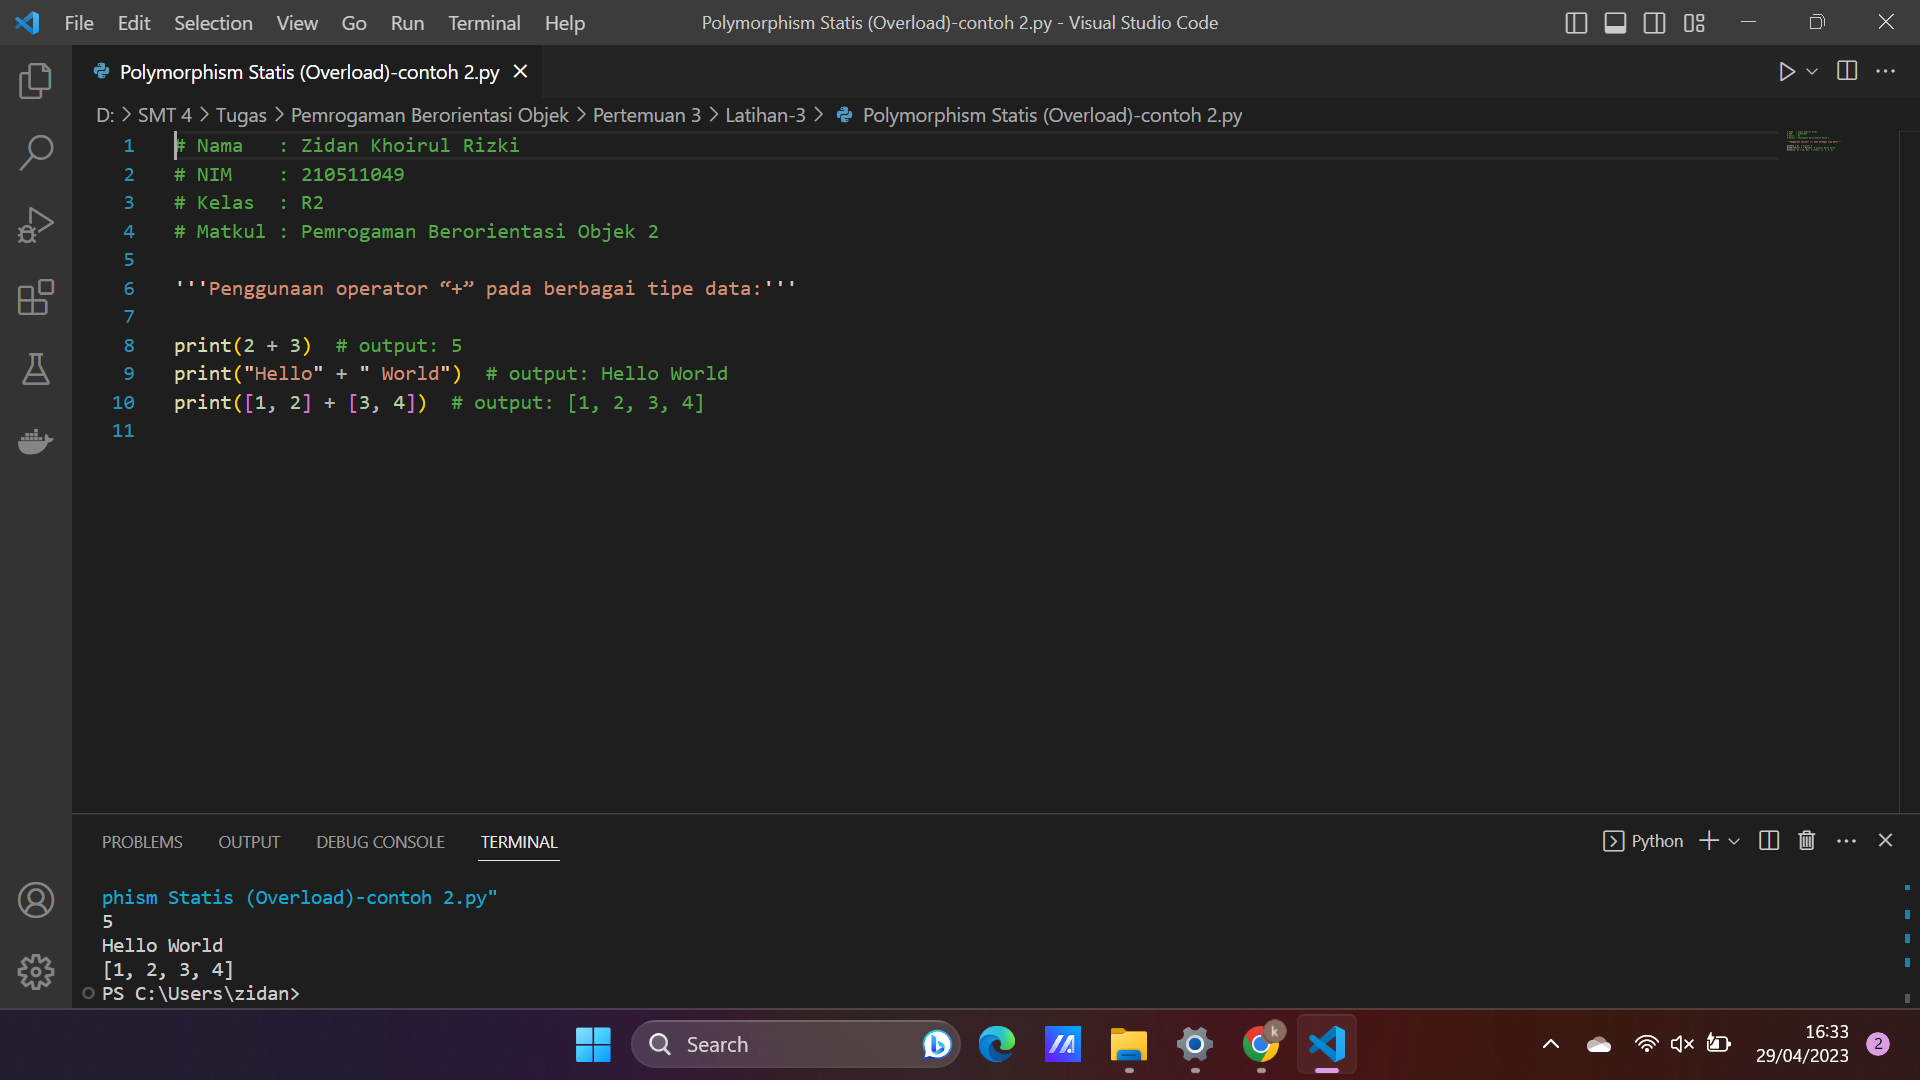 File Edit Selection View Go Run Terminal Help
Polymorphism Statis (Overload)-contoh 2.py - Visual Studio Code
Polymorphism Statis (Overload)-contoh 2.py
D: > SMT 4 > Tugas > Pemrogaman Berorientasi Objek > Pertemuan 3 > Latihan-3 > Polymorphism Statis (Overload)-contoh 2.py
1 # Nama   : Zidan Khoirul Rizki
2 # NIM    : 210511049
3 # Kelas  : R2
4 # Matkul : Pemrogaman Berorientasi Objek 2
5
6 '''Penggunaan operator “+” pada berbagai tipe data:'''
7
8 print(2 + 3)  # output: 5
9 print("Hello" + " World")  # output: Hello World
10 print([1, 2] + [3, 4])  # output: [1, 2, 3, 4]
11
PROBLEMS OUTPUT DEBUG CONSOLE TERMINAL
Python
phism Statis (Overload)-contoh 2.py"
5
Hello World
[1, 2, 3, 4]
PS C:\Users\zidan>
Search
k
16:33
29/04/2023
2